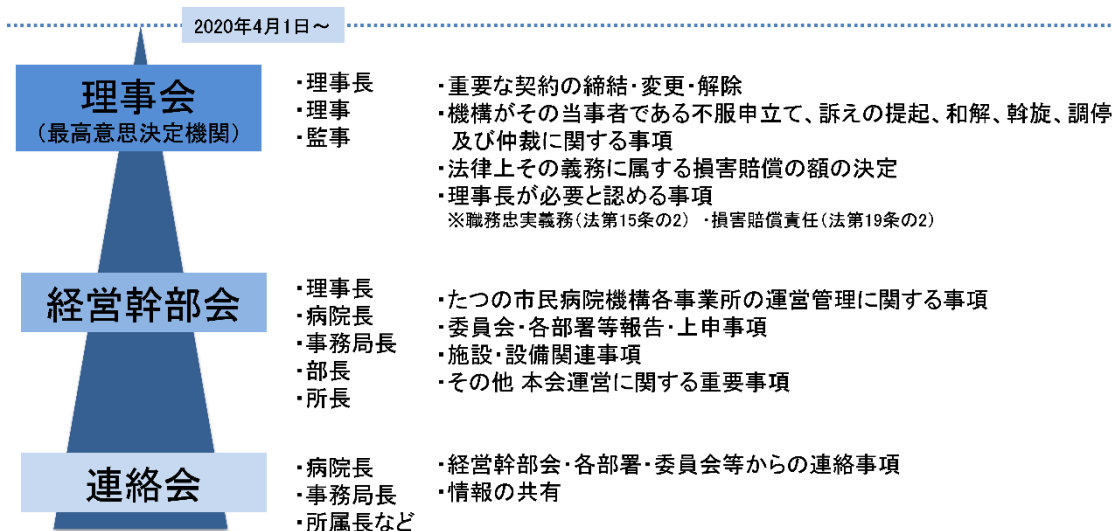 2020年4月1日～
理事会
（最高意思決定機関）
・理事長
・理事
・監事
・重要な契約の締結・変更・解除
・機構がその当事者である不服申立て、訴えの提起、和解、斡旋、調停
及び仲裁に関する事項
・法律上その義務に属する損害賠償の額の決定
・理事長が必要と認める事項
※職務忠実義務（法第15条の2） ・損害賠償責任（法第19条の2）
経営幹部会
・理事長
・病院長
・事務局長
・部長
・所長
・たつの市民病院機構各事業所の運営管理に関する事項
・委員会・各部署等報告・上申事項
・施設・設備関連事項
・その他 本会運営に関する重要事項
連絡会
・病院長
・事務局長
・所属長など
・経営幹部会・各部署・委員会等からの連絡事項
・情報の共有